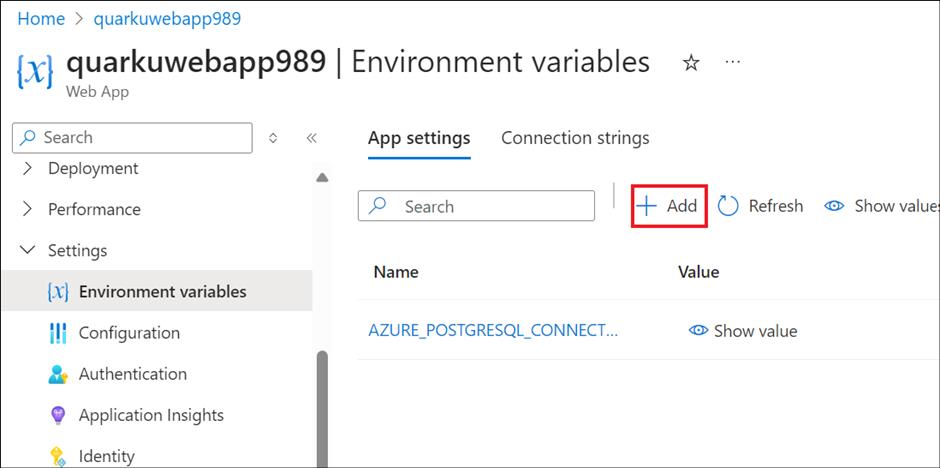 Home > quarkuwebapp989
{x} quarkuwebapp989 | Environment variables ☆ ...
Web App
Search
App settings Connection strings
Deployment
Performance
Search
+ Add Refresh Show values
Settings
{x} Environment variables
Name Value
Configuration
AZURE_POSTGRESQL_CONNECT... Show value
Authentication
Application Insights
Identity